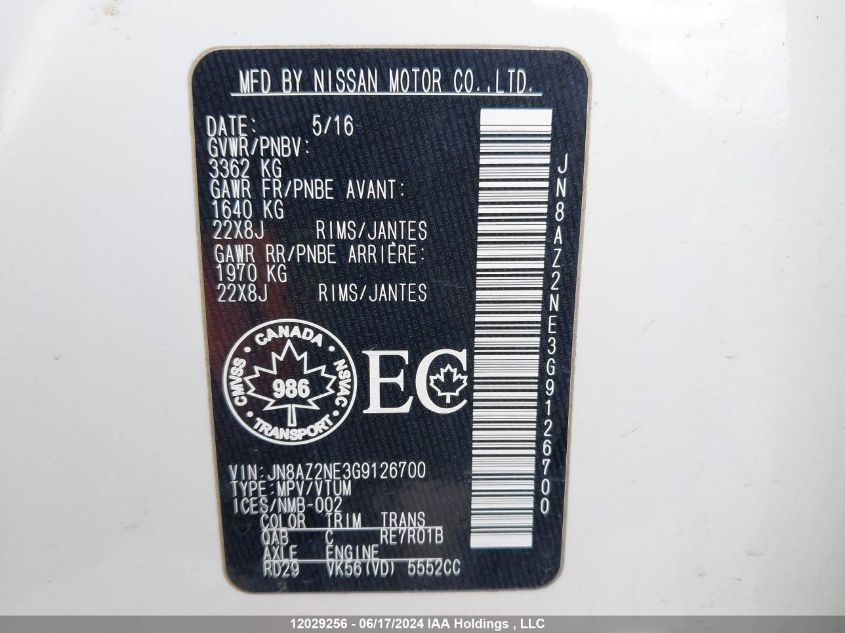 MFD BY NISSAN MOTOR CO.,LTD.
DATE: 5/16
GVWR/PNBV:
3362 KG
GAWR FR/PNBE AVANT:
1640 KG
22X8J RIMS/JANTES
GAWR RR/PNBE ARRIÈRE:
1970 KG
22X8J RIMS/JANTES
CANADA
CMVSS 986 NSVAC
TRANSPORT
EC
VIN:JN8AZ2NE3G9126700
TYPE:MPV/VTUM
ICES/NMB-002
COLOR TRIM TRANS
QAB C RE7R01B
AXLE ENGINE
RD29 VK56(VD) 5552CC
JN8AZ2NE3G9126700
12029256 - 06/17/2024 IAA Holdings , LLC